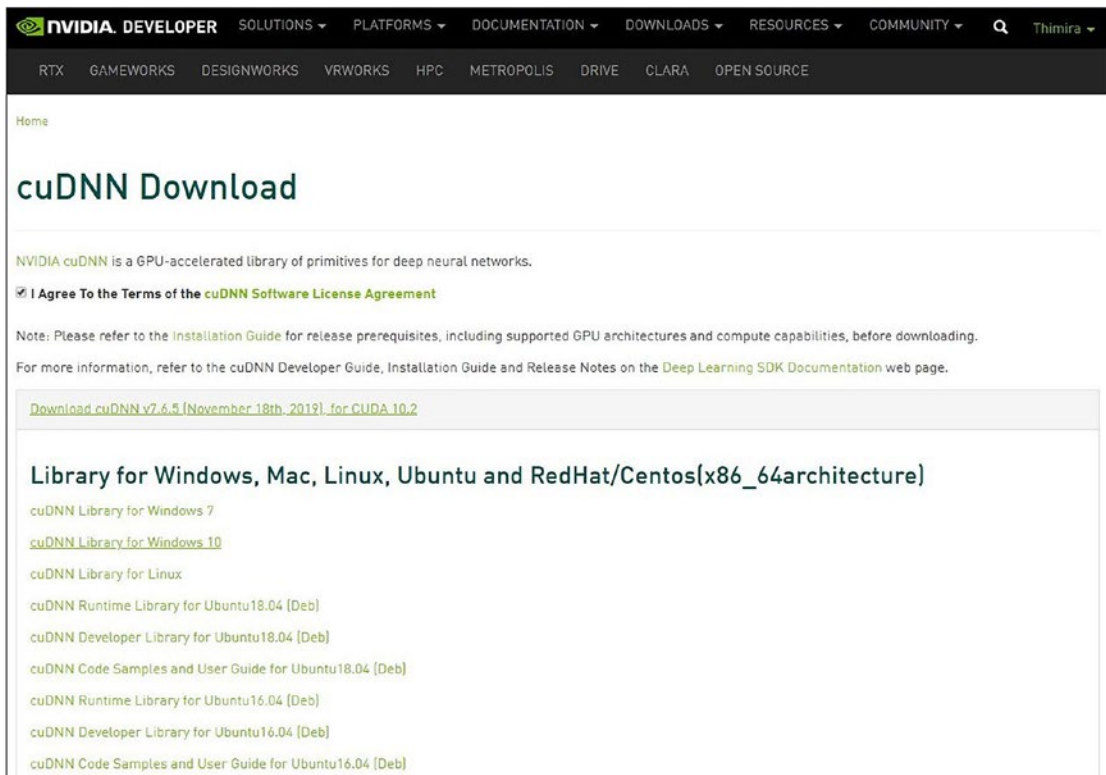 NVIDIA. DEVELOPER SOLUTIONS PLATFORMS DOCUMENTATION DOWNLOADS RESOURCES COMMUNITY Thimira
RTX GAMEWORKS DESIGNWORKS VRWORKS HPC METROPOLIS DRIVE CLARA OPEN SOURCE
Home
cuDNN Download
NVIDIA cuDNN is a GPU-accelerated library of primitives for deep neural networks.
I Agree To the Terms of the cuDNN Software License Agreement
Note: Please refer to the Installation Guide for release prerequisites, including supported GPU architectures and compute capabilities, before downloading.
For more information, refer to the cuDNN Developer Guide, Installation Guide and Release Notes on the Deep Learning SDK Documentation web page.
Download cuDNN v7.6.5 (November 18th, 2019), for CUDA 10.2
Library for Windows, Mac, Linux, Ubuntu and RedHat/Centos(x86_64architecture)
cuDNN Library for Windows 7
cuDNN Library for Windows 10
cuDNN Library for Linux
cuDNN Runtime Library for Ubuntu18.04 (Deb)
cuDNN Developer Library for Ubuntu18.04 (Deb)
cuDNN Code Samples and User Guide for Ubuntu18.04 (Deb)
cuDNN Runtime Library for Ubuntu16.04 (Deb)
cuDNN Developer Library for Ubuntu16.04 (Deb)
cuDNN Code Samples and User Guide for Ubuntu16.04 (Deb)